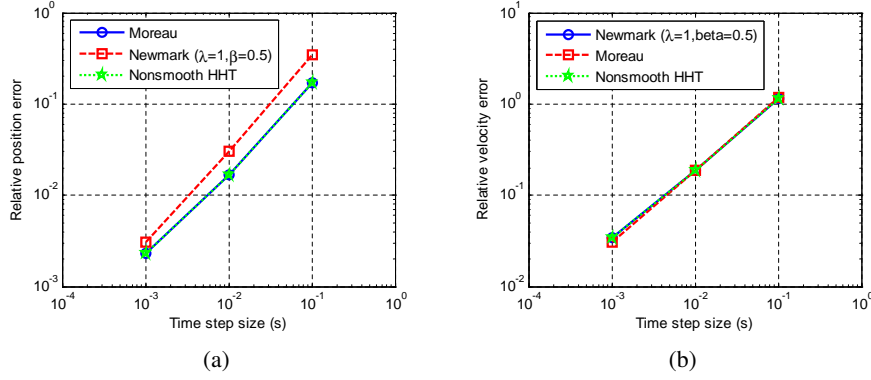 10^0
10^-1
10^-2
10^-3
10^-4 10^-3 10^-2 10^-1 10^0
Relative position error
Time step size (s)
Moreau
Newmark (λ=1,β=0.5)
Nonsmooth HHT
(a)
10^1
10^0
10^-1
10^-2
10^-4 10^-3 10^-2 10^-1 10^0
Relative velocity error
Time step size (s)
Newmark (λ=1,beta=0.5)
Moreau
Nonsmooth HHT
(b)